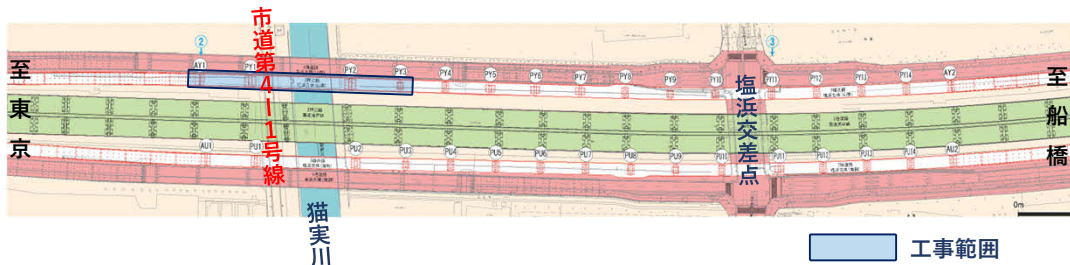 市道第4-1号線
②
③
至東京
至船橋
AY1
PY1
PY2
PY3
PY4
PY5
PY6
PY7
PY8
PY9
PY10
PY11
PY12
PY13
PY14
AY2
塩浜交差点
AU1
PU1
PU2
PU3
PU4
PU5
PU6
PU7
PU8
PU9
PU10
PU11
PU12
PU13
PU14
AU2
猫実川
0m
工事範囲